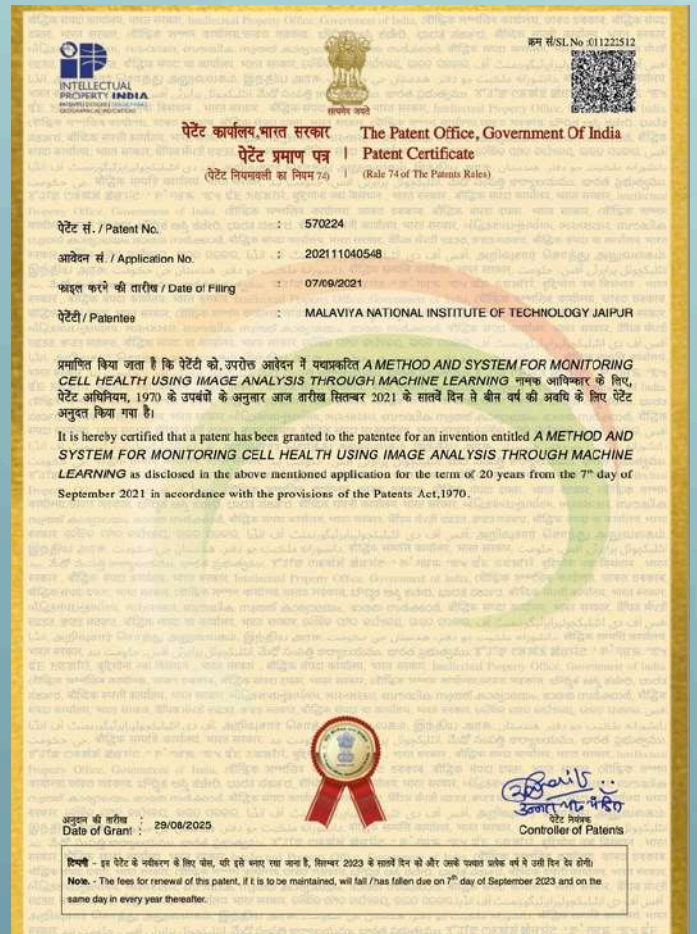 क्रम सं/SL No :011222512
INTELLECTUAL
PROPERTY INDIA
PATENTS | DESIGNS | TRADE MARKS
GEOGRAPHICAL INDICATIONS
सत्यमेव जयते
पेटेंट कार्यालय,भारत सरकार The Patent Office, Government Of India
पेटेंट प्रमाण पत्र | Patent Certificate
(पेटेंट नियमावली का नियम 74) | (Rule 74 of The Patents Rules)
पेटेंट सं. / Patent No. : 570224
आवेदन सं. / Application No. : 202111040548
फाइल करने की तारीख / Date of Filing : 07/09/2021
पेटेंटी / Patentee : MALAVIYA NATIONAL INSTITUTE OF TECHNOLOGY JAIPUR
प्रमाणित किया जाता है कि पेटेंटी को, उपरोक्त आवेदन में यथाप्रकटित A METHOD AND SYSTEM FOR MONITORING
CELL HEALTH USING IMAGE ANALYSIS THROUGH MACHINE LEARNING नामक आविष्कार के लिए,
पेटेंट अधिनियम, 1970 के उपबंधों के अनुसार आज तारीख सितम्बर 2021 के सातवें दिन से बीस वर्ष की अवधि के लिए पेटेंट
अनुदत्त किया गया है।
It is hereby certified that a patent has been granted to the patentee for an invention entitled A METHOD AND
SYSTEM FOR MONITORING CELL HEALTH USING IMAGE ANALYSIS THROUGH MACHINE
LEARNING as disclosed in the above mentioned application for the term of 20 years from the 7th day of
September 2021 in accordance with the provisions of the Patents Act,1970.
अनुदान की तारीख :
Date of Grant : 29/08/2025
पेटेंट नियंत्रक
Controller of Patents
टिप्पणी - इस पेटेंट के नवीकरण के लिए फीस, यदि इसे बनाए रखा जाना है, सितम्बर 2023 के सातवें दिन को और उसके पश्चात प्रत्येक वर्ष मे उसी दिन देय होगी।
Note. - The fees for renewal of this patent, if it is to be maintained, will fall / has fallen due on 7th day of September 2023 and on the
same day in every year thereafter.